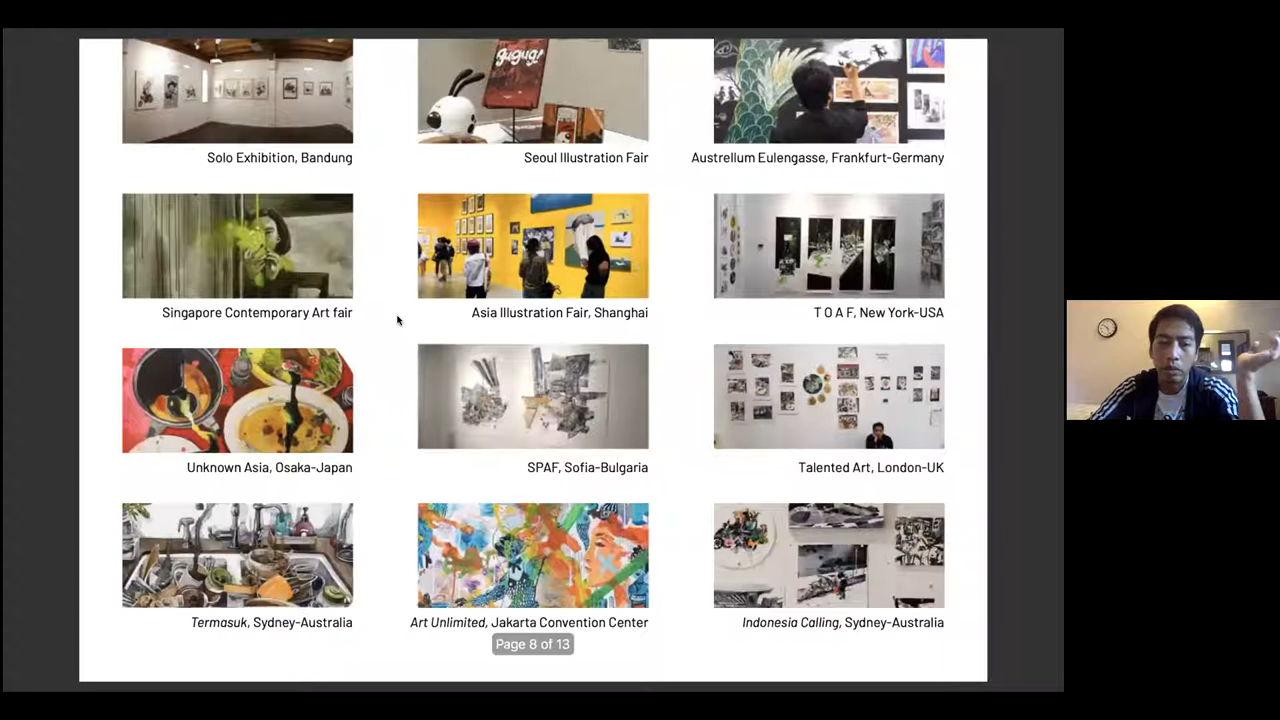 gugug!
Solo Exhibition, Bandung
Seoul Illustration Fair
Austrellum Eulengasse, Frankfurt-Germany
Singapore Contemporary Art fair
Asia Illustration Fair, Shanghai
T O A F, New York-USA
Unknown Asia, Osaka-Japan
SPAF, Sofia-Bulgaria
Talented Art, London-UK
Termasuk, Sydney-Australia
Art Unlimited, Jakarta Convention Center
Indonesia Calling, Sydney-Australia
Page 8 of 13